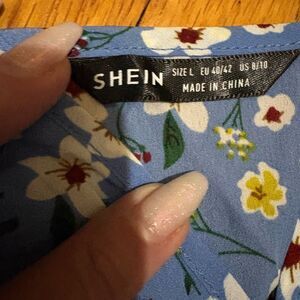 SHEIN
SIZE L EU 40/42 US 8/10
MADE IN CHINA